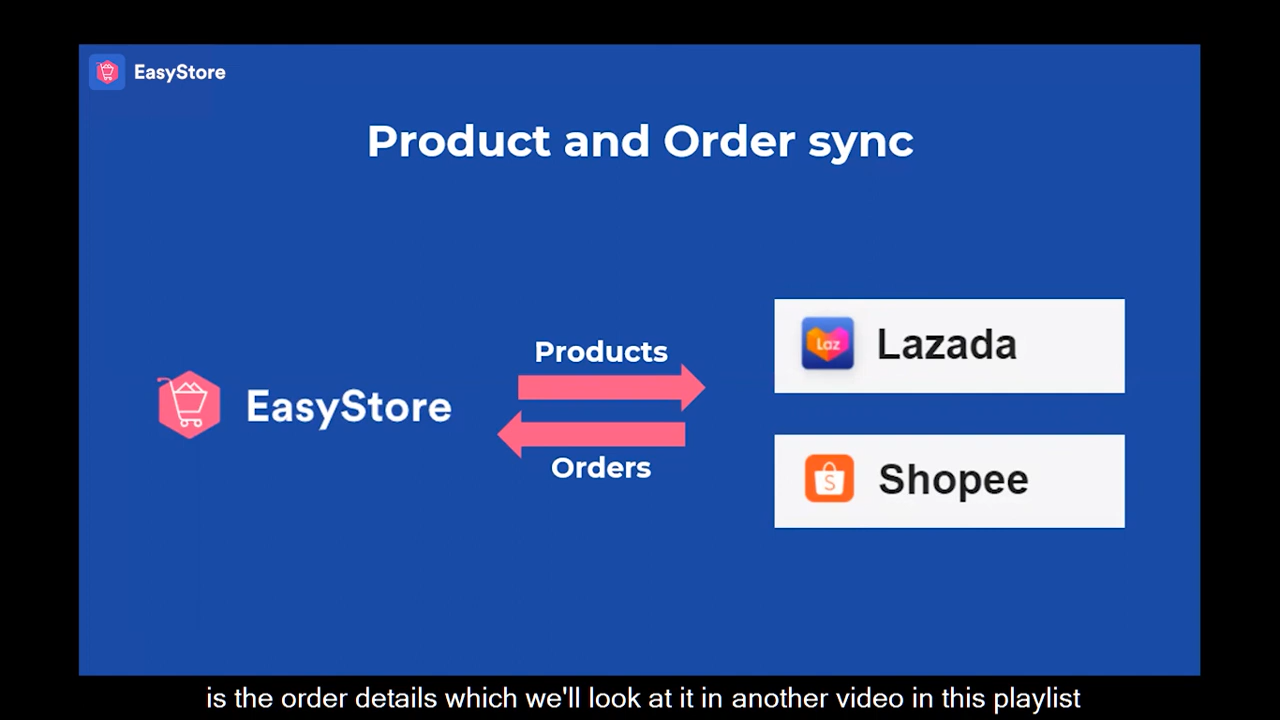 EasyStore
Product and Order sync
Products
EasyStore
Orders
Laz
Lazada
S
Shopee
is the order details which we'll look at it in another video in this playlist